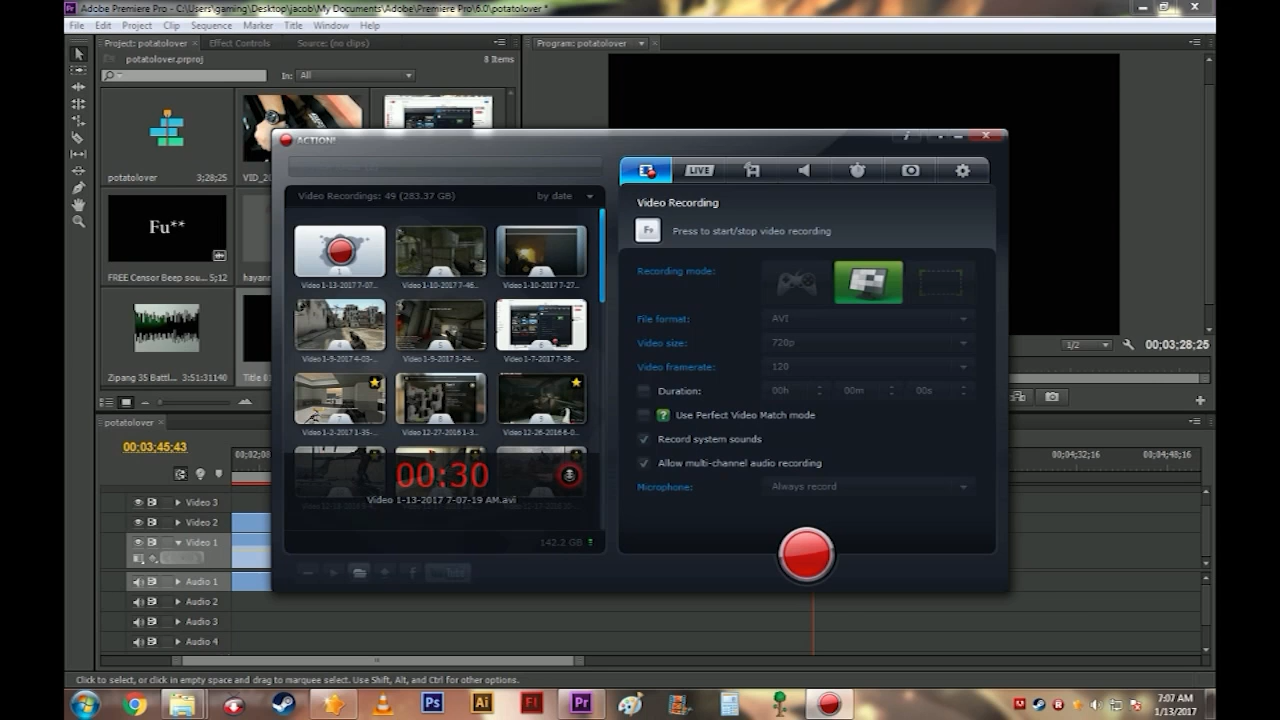 Adobe Premiere Pro - C:\Users\gaming\Desktop\jacob\My Documents\Adobe\Premiere Pro\6.0\potatolover *
File Edit Project Clip Sequence Marker Title Window Help
Project: potatolover Effect Controls Source: (no clips) Program: potatolover
potatolover.prproj 8 Items
In: All
potatolover 3;28;25 VID_20
Fu**
FREE Censor Beep sou... 5;12 hayann
Zipang 35 Battl... 3:51:31140 Title 01
ACTION!
Video Recordings: 49 (283.37 GB) by date
Video 1-13-2017 7-07... Video 1-10-2017 7-46... Video 1-10-2017 7-27...
Video 1-9-2017 4-03-... Video 1-9-2017 3-24-... Video 1-7-2017 7-38-...
Video 1-2-2017 1-35-... Video 12-27-2016 1-3... Video 12-26-2016 6-0...
00:30
Video 1-13-2017 7-07-19 AM.avi
142.2 GB
LIVE
Video Recording
F9 Press to start/stop video recording
Recording mode:
File format: AVI
Video size: 720p
Video framerate: 120
Duration: 00h 00m 00s
? Use Perfect Video Match mode
Record system sounds
Allow multi-channel audio recording
Microphone: Always record
1/2 00;03;28;25
potatolover
00;03;45;43 00;02;08 00;04;32;16 00;04;48;16
Video 3
Video 2
Video 1
Audio 1
Audio 2
Audio 3
Audio 4
Click to select, or click in empty space and drag to marquee select. Use Shift, Alt, and Ctrl for other options.
Ps Ai Fl Pr
7:07 AM
1/13/2017